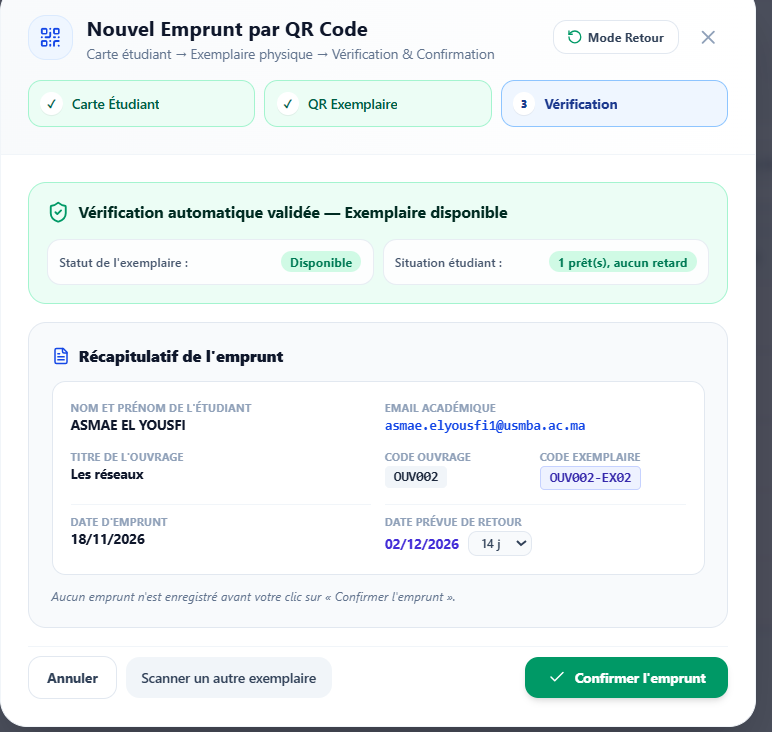 Nouvel Emprunt par QR Code
Carte étudiant → Exemplaire physique → Vérification & Confirmation
Mode Retour
✓ Carte Étudiant
✓ QR Exemplaire
3 Vérification
Vérification automatique validée — Exemplaire disponible
Statut de l'exemplaire : Disponible
Situation étudiant : 1 prêt(s), aucun retard
Récapitulatif de l'emprunt
NOM ET PRÉNOM DE L'ÉTUDIANT
ASMAE EL YOUSFI
EMAIL ACADÉMIQUE
asmae.elyousfi1@usmba.ac.ma
TITRE DE L'OUVRAGE
Les réseaux
CODE OUVRAGE
OUV002
CODE EXEMPLAIRE
OUV002-EX02
DATE D'EMPRUNT
18/11/2026
DATE PRÉVUE DE RETOUR
02/12/2026 14 j
Aucun emprunt n'est enregistré avant votre clic sur « Confirmer l'emprunt ».
Annuler
Scanner un autre exemplaire
✓ Confirmer l'emprunt